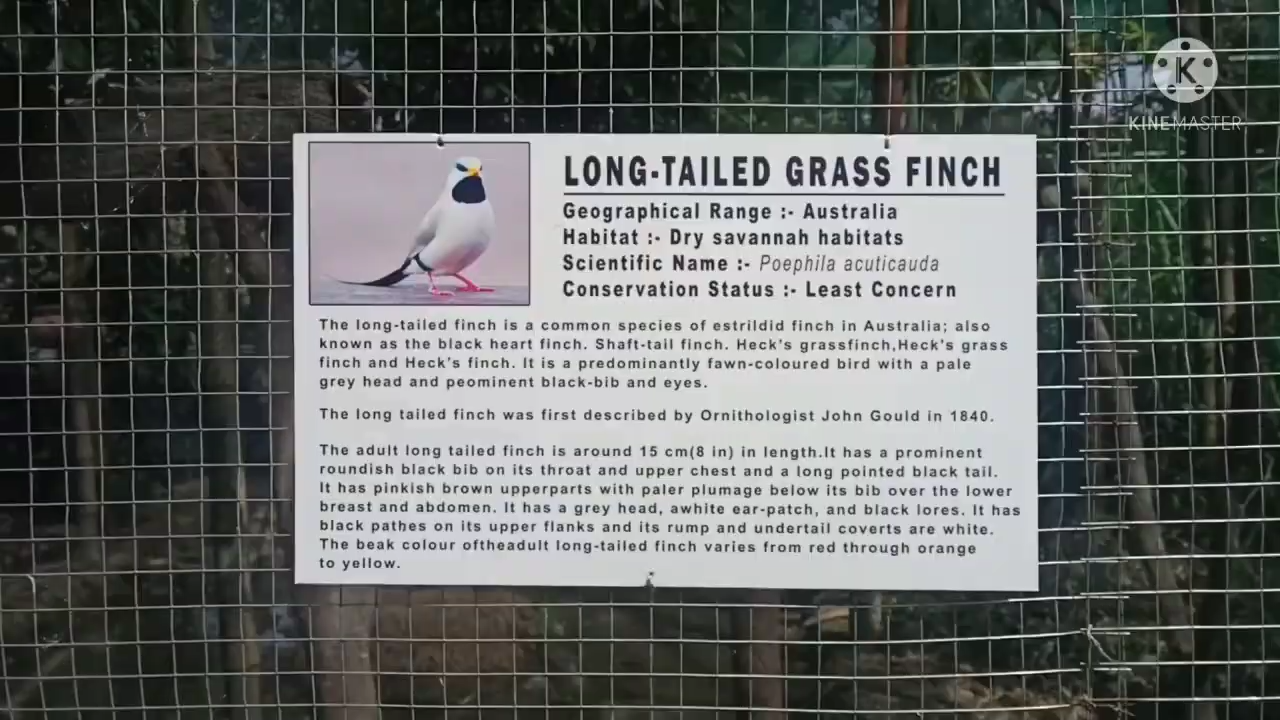 K
KINEMASTER
LONG-TAILED GRASS FINCH
Geographical Range :- Australia
Habitat :- Dry savannah habitats
Scientific Name :- Poephila acuticauda
Conservation Status :- Least Concern
The long-tailed finch is a common species of estrildid finch in Australia; also
known as the black heart finch. Shaft-tail finch. Heck's grassfinch,Heck's grass
finch and Heck's finch. It is a predominantly fawn-coloured bird with a pale
grey head and peominent black-bib and eyes.
The long tailed finch was first described by Ornithologist John Gould in 1840.
The adult long tailed finch is around 15 cm(8 in) in length.It has a prominent
roundish black bib on its throat and upper chest and a long pointed black tail.
It has pinkish brown upperparts with paler plumage below its bib over the lower
breast and abdomen. It has a grey head, awhite ear-patch, and black lores. It has
black pathes on its upper flanks and its rump and undertail coverts are white.
The beak colour oftheadult long-tailed finch varies from red through orange
to yellow.